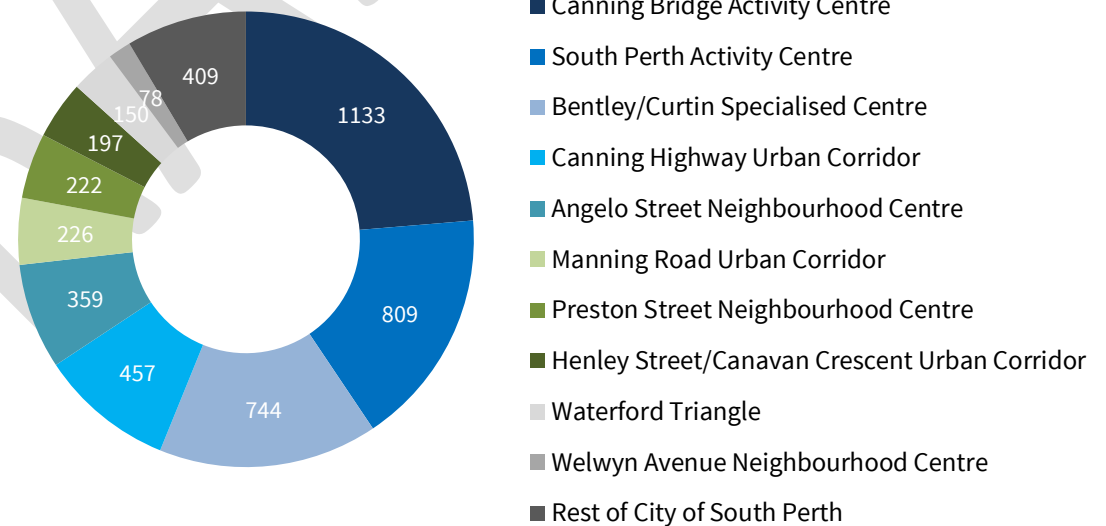 Canning Bridge Activity Centre
South Perth Activity Centre
Bentley/Curtin Specialised Centre
Canning Highway Urban Corridor
Angelo Street Neighbourhood Centre
Manning Road Urban Corridor
Preston Street Neighbourhood Centre
Henley Street/Canavan Crescent Urban Corridor
Waterford Triangle
Welwyn Avenue Neighbourhood Centre
Rest of City of South Perth
1133
809
744
457
359
226
222
197
150
78
409